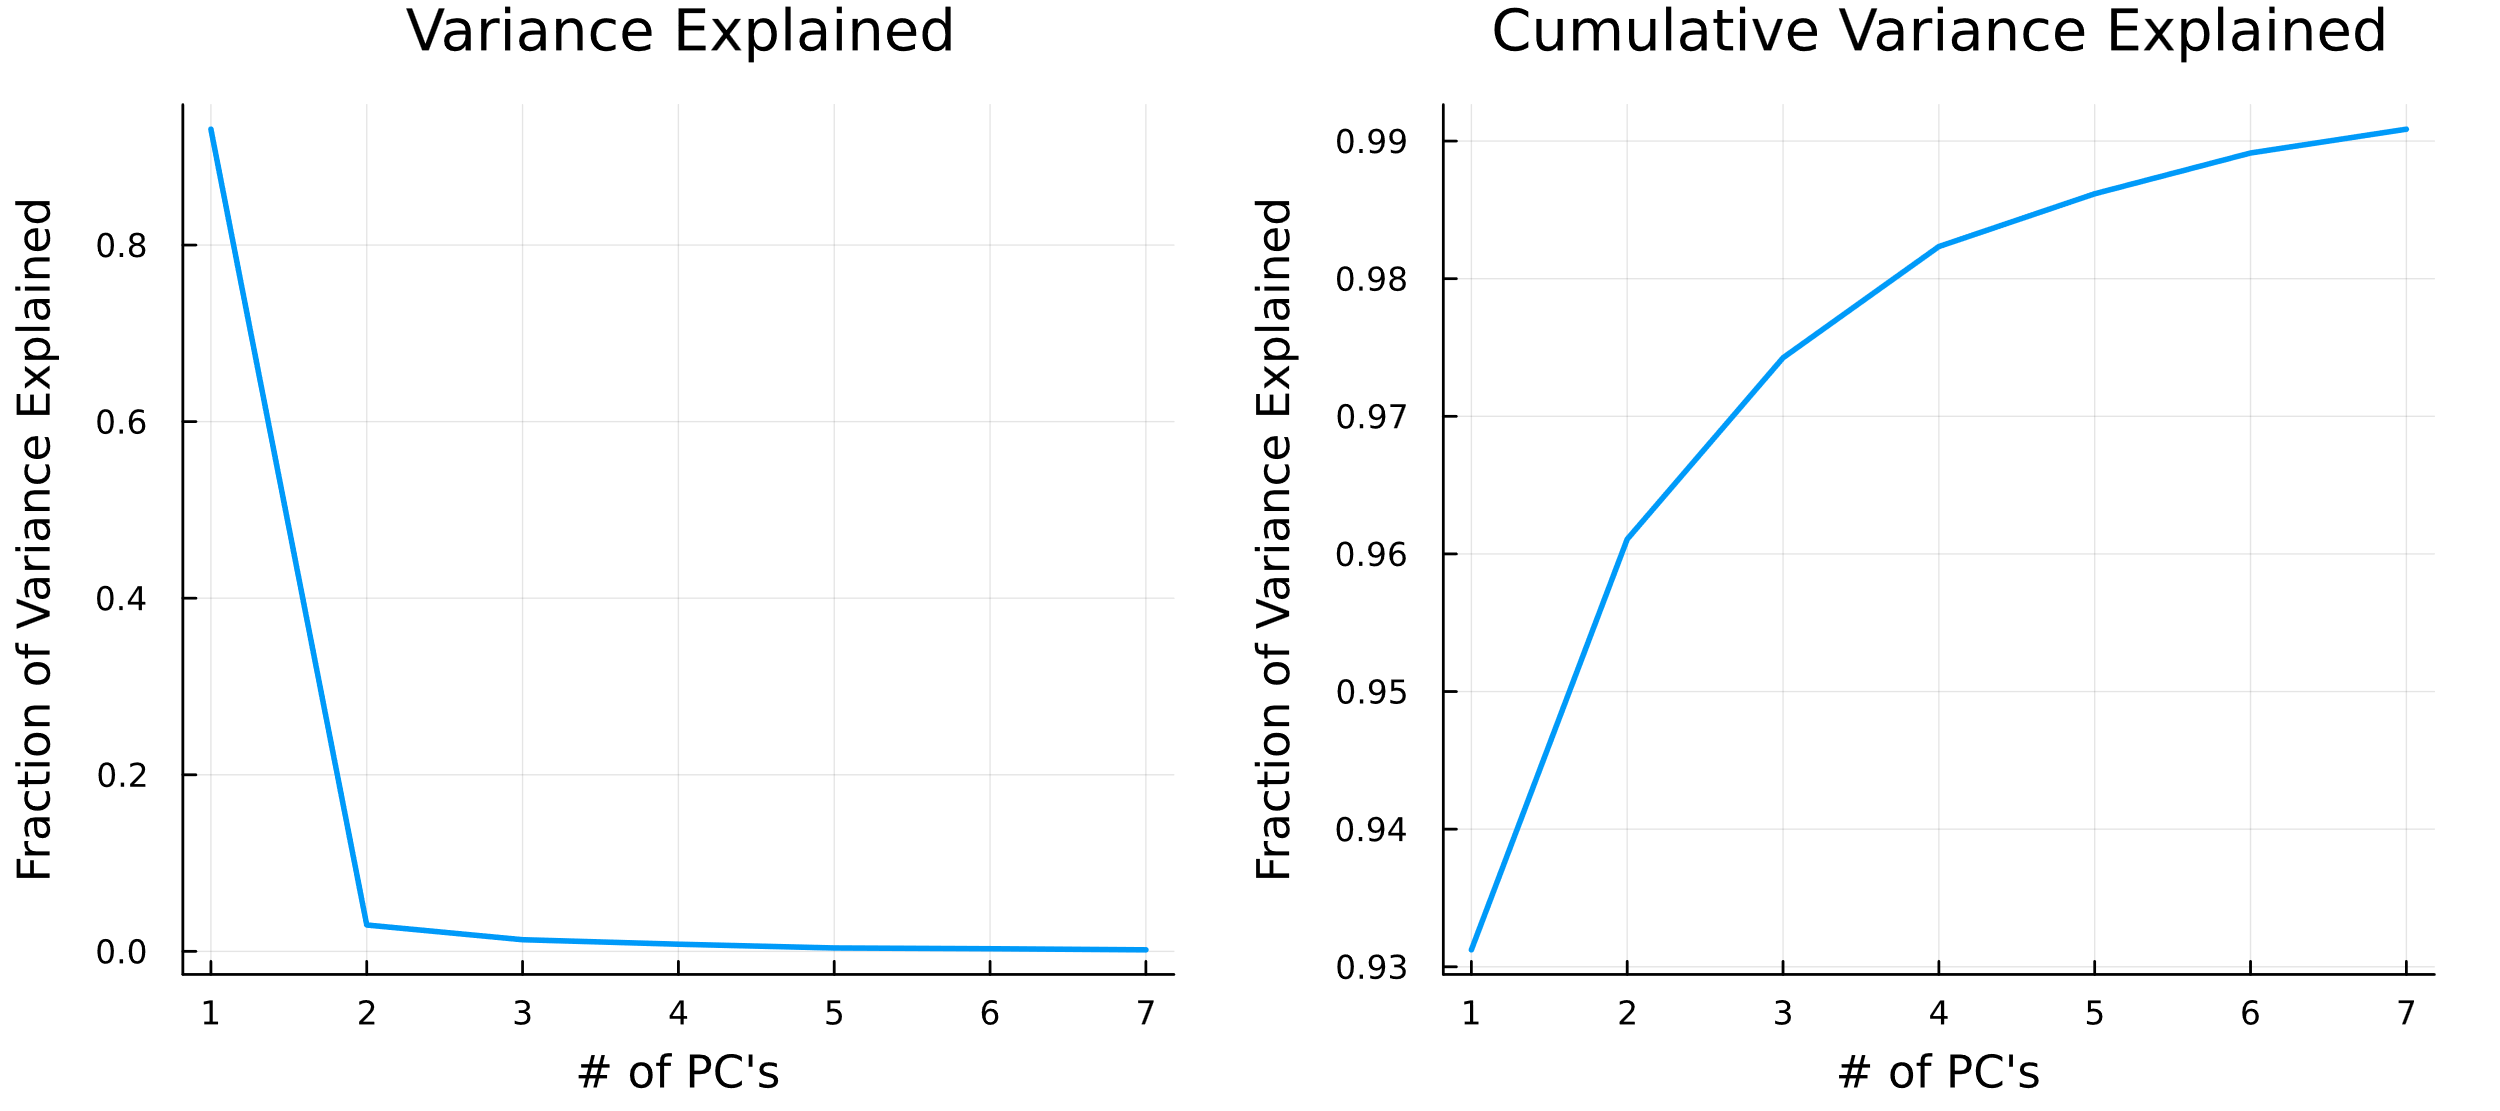 Variance Explained
Fraction of Variance Explained
0.8
0.6
0.4
0.2
0.0
1 2 3 4 5 6 7
# of PC's
Cumulative Variance Explained
Fraction of Variance Explained
0.99
0.98
0.97
0.96
0.95
0.94
0.93
1 2 3 4 5 6 7
# of PC's